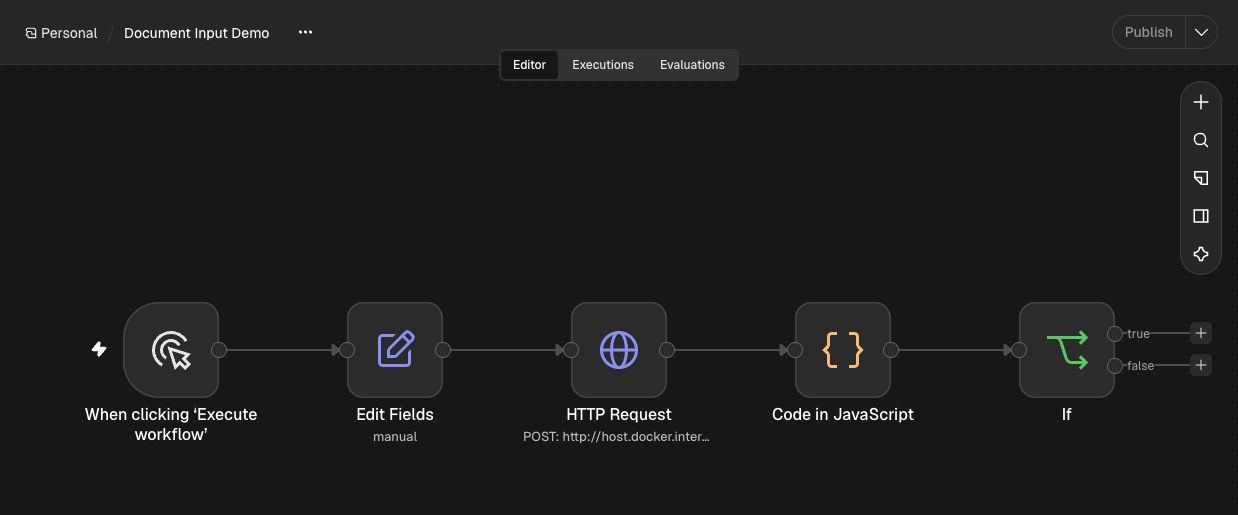 Personal / Document Input Demo ...
Publish
Editor Executions Evaluations
true
false
When clicking ‘Execute
workflow’
Edit Fields
manual
HTTP Request
POST: http://host.docker.inter...
Code in JavaScript
If